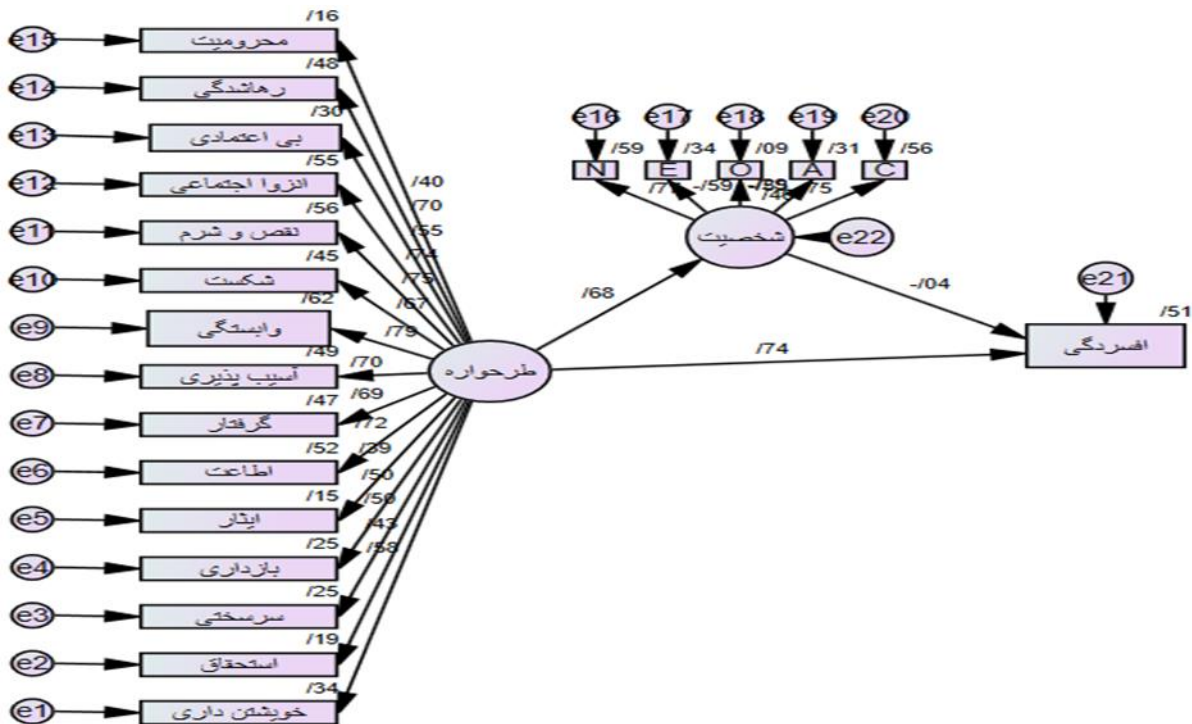 /16
e15
محرومیت
/48
e14
رهاشدگی
/30
e13
بی اعتمادی
/55
e12
انزوا اجتماعی
/56
e11
نقص و شرم
/45
e10
شکست
/62
e9
وابستگی
/49
e8
آسیب پذیری
/47
e7
گرفتار
/52
e6
اطاعت
/15
e5
ایثار
/25
e4
بازداری
/25
e3
سرسختی
/19
e2
استحقاق
/34
e1
خویشتن داری
/40
/70
/55
/74
/75
/67
/79
/70
/69
/72
/39
/50
/50
/43
/58
طرحواره
/68
/74
e16
e17
e18
e19
e20
/59
/34
/09
/31
/56
N
E
O
A
C
-/59
/75
شخصیت
e22
-/04
e21
/51
افسردگی